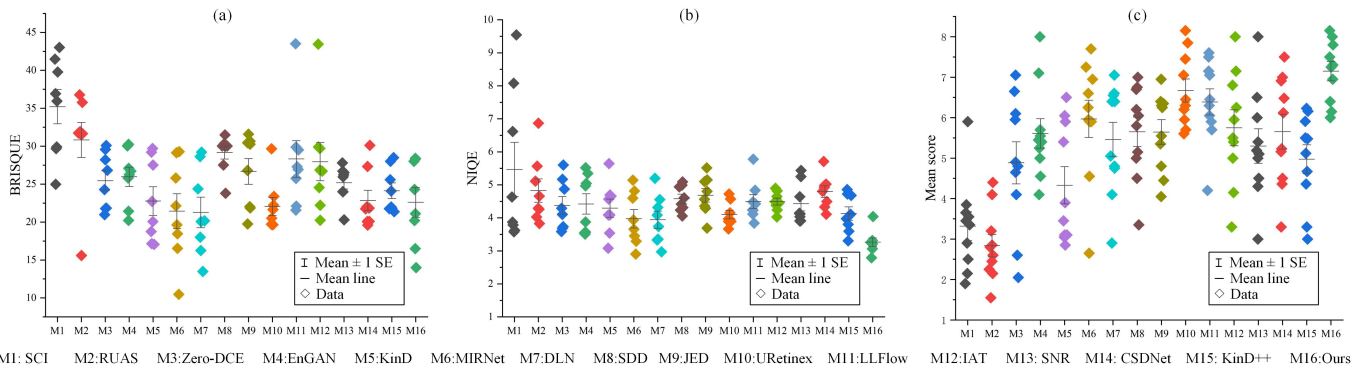 (a) (b) (c)
BRISQUE
45
40
35
30
25
20
15
10
Mean ± 1 SE
Mean line
Data
M1 M2 M3 M4 M5 M6 M7 M8 M9 M10 M11 M12 M13 M14 M15 M16
NIQE
10
9
8
7
6
5
4
3
2
1
Mean ± 1 SE
Mean line
Data
M1 M2 M3 M4 M5 M6 M7 M8 M9 M10 M11 M12 M13 M14 M15 M16
Mean score
8
7
6
5
4
3
2
1
Mean ± 1 SE
Mean line
Data
M1 M2 M3 M4 M5 M6 M7 M8 M9 M10 M11 M12 M13 M14 M15 M16
M1: SCI M2:RUAS M3:Zero-DCE M4:EnGAN M5:KinD M6:MIRNet M7:DLN M8:SDD M9:JED M10:URetinex M11:LLFlow M12:IAT M13: SNR M14: CSDNet M15: KinD++ M16:Ours